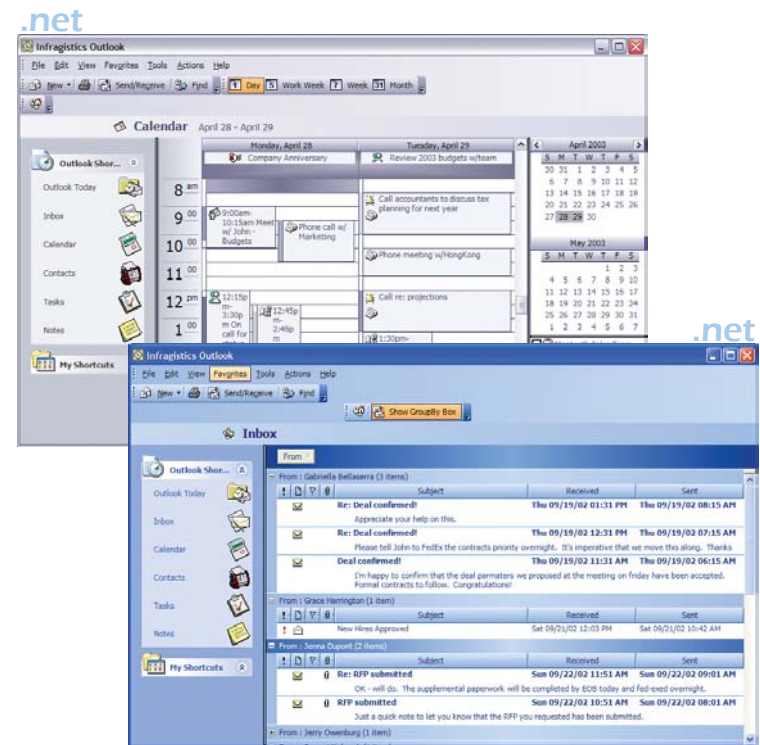 .net
Infragistics Outlook
File Edit View Favorites Tools Actions Help
New Send/Receive Find 1 Day 5 Work Week 7 Week 31 Month
Calendar April 28 - April 29
Outlook Shor...
Outlook Today
Inbox
Calendar
Contacts
Tasks
Notes
My Shortcuts
Monday, April 28 Tuesday, April 29
Company Anniversary Review 2003 budgets w/team
8 am
9 00
10 00
11 00
12 pm
1 00
9:00am-
10:15am Meet
w/ John -
Budgets
Phone call w/
Marketing
12:15p
m-
3:30p
m On
call for
12:45p
m-
2:45p
m
Call accountants to discuss tax
planning for next year
Phone meeting w/HongKong
Call re: projections
1:30pm-
April 2003
S M T W T F S
30 31 1 2 3 4 5
6 7 8 9 10 11 12
13 14 15 16 17 18 19
20 21 22 23 24 25 26
27 28 29 30
May 2003
S M T W T F S
1 2 3
4 5 6 7 8 9 10
11 12 13 14 15 16 17
18 19 20 21 22 23 24
25 26 27 28 29 30 31
1 2 3 4 5 6 7
.net
Infragistics Outlook
File Edit View Favorites Tools Actions Help
New Send/Receive Find
Show GroupBy Box
Inbox
Outlook Shor...
Outlook Today
Inbox
Calendar
Contacts
Tasks
Notes
My Shortcuts
From
From : Gabriella Bellaserra (3 items)
Subject Received Sent
Re: Deal confirmed! Thu 09/19/02 01:31 PM Thu 09/19/02 08:15 AM
Appreciate your help on this.
Re: Deal confirmed! Thu 09/19/02 12:31 PM Thu 09/19/02 07:15 AM
Please tell John to FedEx the contracts priority overnight. It's imperative that we move this along. Thanks
Deal confirmed! Thu 09/19/02 11:31 AM Thu 09/19/02 06:15 AM
I'm happy to confirm that the deal parmaters we proposed at the meeting on friday have been accepted.
Formal contracts to follow. Congratulations!
From : Grace Harrington (1 item)
Subject Received Sent
New Hires Approved Sat 09/21/02 12:03 PM Sat 09/21/02 10:42 AM
From : Jenna Dupont (2 items)
Subject Received Sent
Re: RFP submitted Sun 09/22/02 11:51 AM Sun 09/22/02 09:01 AM
OK - will do. The supplemental paperwork will be completed by EOB today and fed-exed overnight.
RFP submitted Sun 09/22/02 10:51 AM Sun 09/22/02 08:01 AM
Just a quick note to let you know that the RFP you requested has been submitted.
From : Jerry Owenburg (1 item)